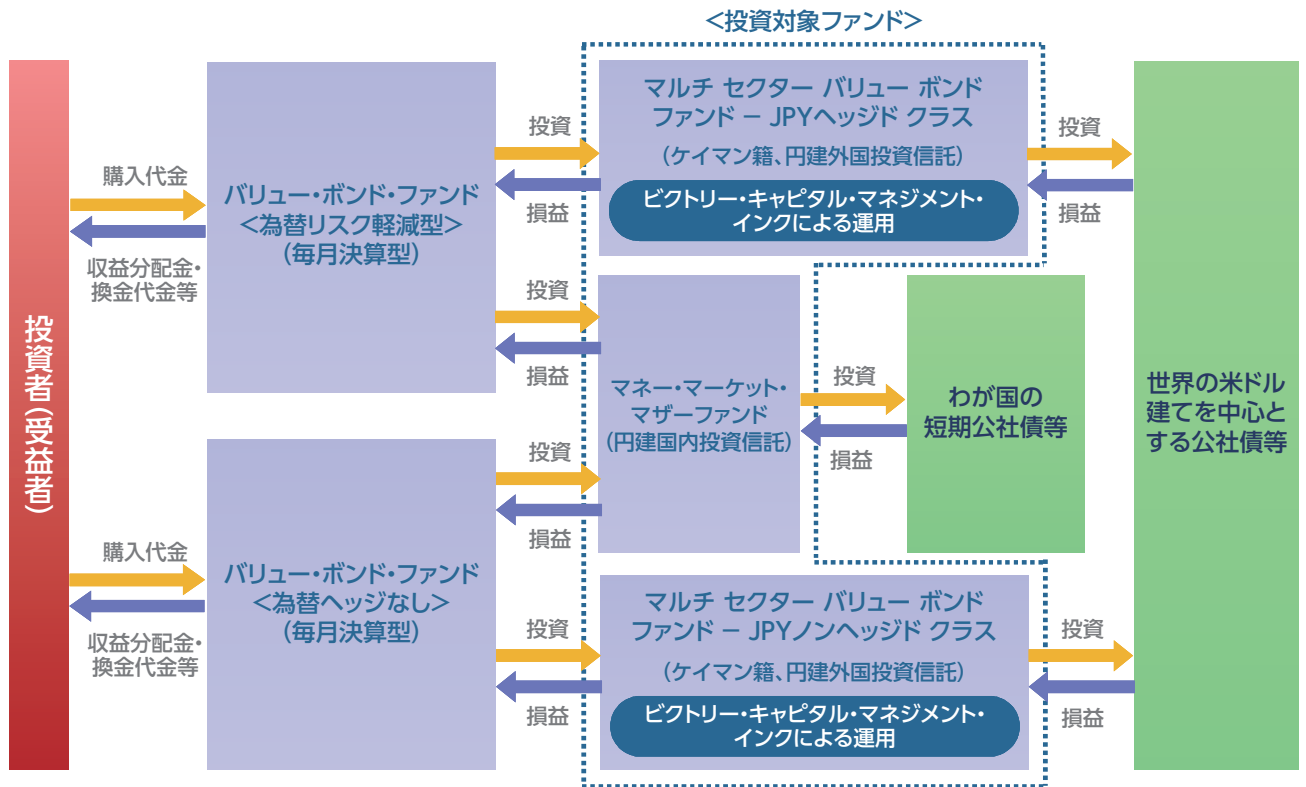 <投資対象ファンド>
投資者(受益者)
購入代金
収益分配金・
換金代金等
バリュー・ボンド・ファンド
<為替リスク軽減型>
(毎月決算型)
投資
損益
マルチ セクター バリュー ボンド
ファンド － JPYヘッジド クラス
(ケイマン籍、円建外国投資信託)
ビクトリー・キャピタル・マネジメント・
インクによる運用
投資
損益
投資
損益
マネー・マーケット・
マザーファンド
(円建国内投資信託)
投資
損益
わが国の
短期公社債等
世界の米ドル
建てを中心と
する公社債等
投資
損益
購入代金
収益分配金・
換金代金等
バリュー・ボンド・ファンド
<為替ヘッジなし>
(毎月決算型)
投資
損益
マルチ セクター バリュー ボンド
ファンド － JPYノンヘッジド クラス
(ケイマン籍、円建外国投資信託)
ビクトリー・キャピタル・マネジメント・
インクによる運用
投資
損益